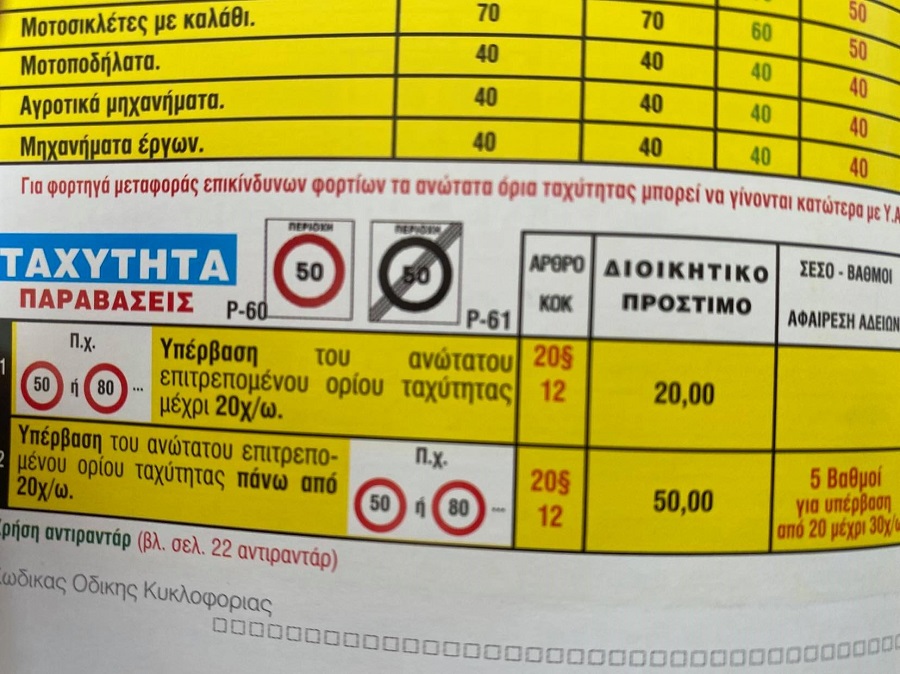 50
Μοτοσικλέτες με καλάθι. 70 70 60 50
Μοτοποδήλατα. 40 40 40 40
Αγροτικά μηχανήματα. 40 40 40 40
Μηχανήματα έργων. 40 40 40 40
Για φορτηγά μεταφοράς επικίνδυνων φορτίων τα ανώτατα όρια ταχύτητας μπορεί να γίνονται κατώτερα με Υ.Α
ΤΑΧΥΤΗΤΑ
ΠΑΡΑΒΑΣΕΙΣ
ΠΕΡΙΟΧΗ
50
Ρ-60
ΠΕΡΙΟΧΗ
50
Ρ-61
ΑΡΘΡΟ
ΚΟΚ
ΔΙΟΙΚΗΤΙΚΟ
ΠΡΟΣΤΙΜΟ
ΣΕΣΟ - ΒΑΘΜΟΙ
ΑΦΑΙΡΕΣΗ ΑΔΕΙΩΝ
1
Π.χ.
50 ή 80 ...
Υπέρβαση του ανώτατου
επιτρεπομένου ορίου ταχύτητας
μέχρι 20χ/ω.
20§
12
20,00
2
Υπέρβαση του ανώτατου επιτρεπο-
μένου ορίου ταχύτητας πάνω από
20χ/ω.
Π.χ.
50 ή 80 ...
20§
12
50,00
5 Βαθμοί
για υπέρβαση
από 20 μέχρι 30χ/ω
Χρήση αντιραντάρ (βλ. σελ. 22 αντιραντάρ)
Κωδικας Οδικης Κυκλοφοριας